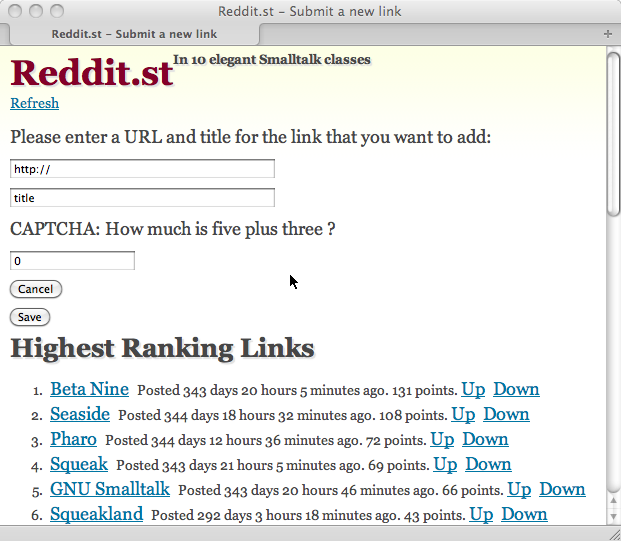 Reddit.st – Submit a new link
Reddit.st – Submit a new link
+
Reddit.st In 10 elegant Smalltalk classes
Refresh
Please enter a URL and title for the link that you want to add:
http://
title
CAPTCHA: How much is five plus three ?
0
Cancel
Save
Highest Ranking Links
1. Beta Nine Posted 343 days 20 hours 5 minutes ago. 131 points. Up Down
2. Seaside Posted 344 days 18 hours 32 minutes ago. 108 points. Up Down
3. Pharo Posted 344 days 12 hours 36 minutes ago. 72 points. Up Down
4. Squeak Posted 343 days 21 hours 5 minutes ago. 69 points. Up Down
5. GNU Smalltalk Posted 343 days 20 hours 46 minutes ago. 66 points. Up Down
6. Squeakland Posted 292 days 3 hours 18 minutes ago. 43 points. Up Down